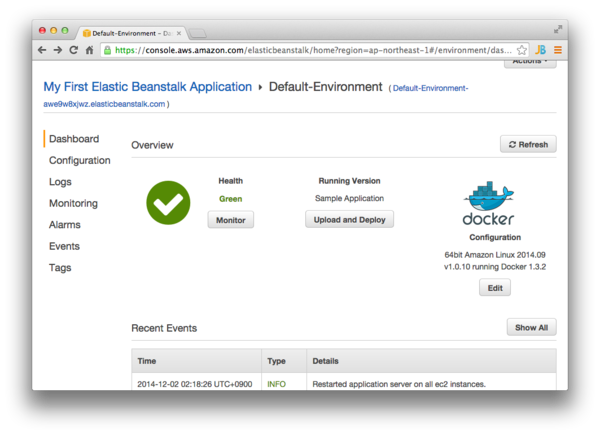 Default-Environment - Das
https://console.aws.amazon.com/elasticbeanstalk/home?region=ap-northeast-1#/environment/das...
Actions
My First Elastic Beanstalk Application Default-Environment ( Default-Environment-
awe9w8xjwz.elasticbeanstalk.com )
Dashboard
Configuration
Logs
Monitoring
Alarms
Events
Tags
Overview
Refresh
Health
Green
Monitor
Running Version
Sample Application
Upload and Deploy
docker
Configuration
64bit Amazon Linux 2014.09
v1.0.10 running Docker 1.3.2
Edit
Recent Events
Show All
Time Type Details
2014-12-02 02:18:26 UTC+0900 INFO Restarted application server on all ec2 instances.